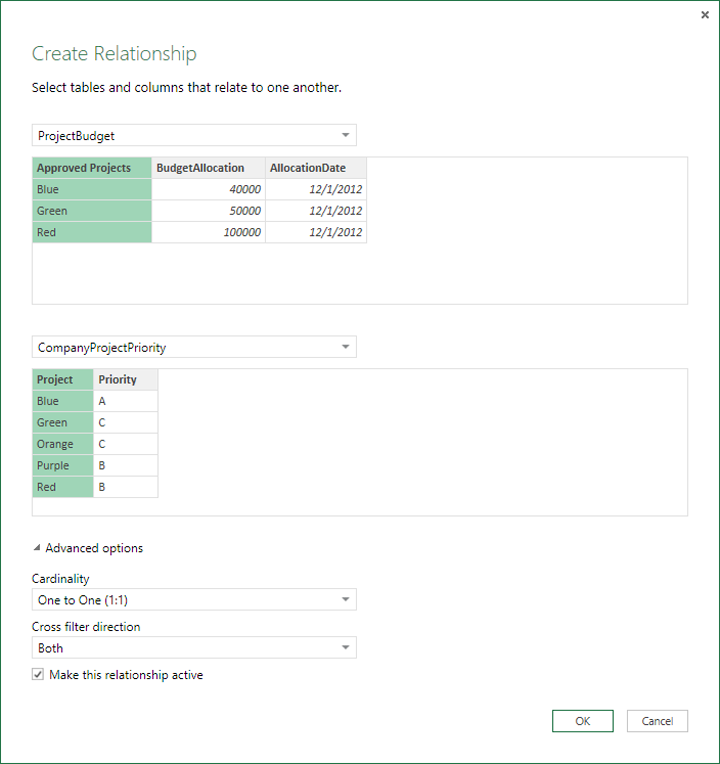 Create Relationship
Select tables and columns that relate to one another.
ProjectBudget
Approved Projects BudgetAllocation AllocationDate
Blue 40000 12/1/2012
Green 50000 12/1/2012
Red 100000 12/1/2012
CompanyProjectPriority
Project Priority
Blue A
Green C
Orange C
Purple B
Red B
Advanced options
Cardinality
One to One (1:1)
Cross filter direction
Both
Make this relationship active
OK Cancel